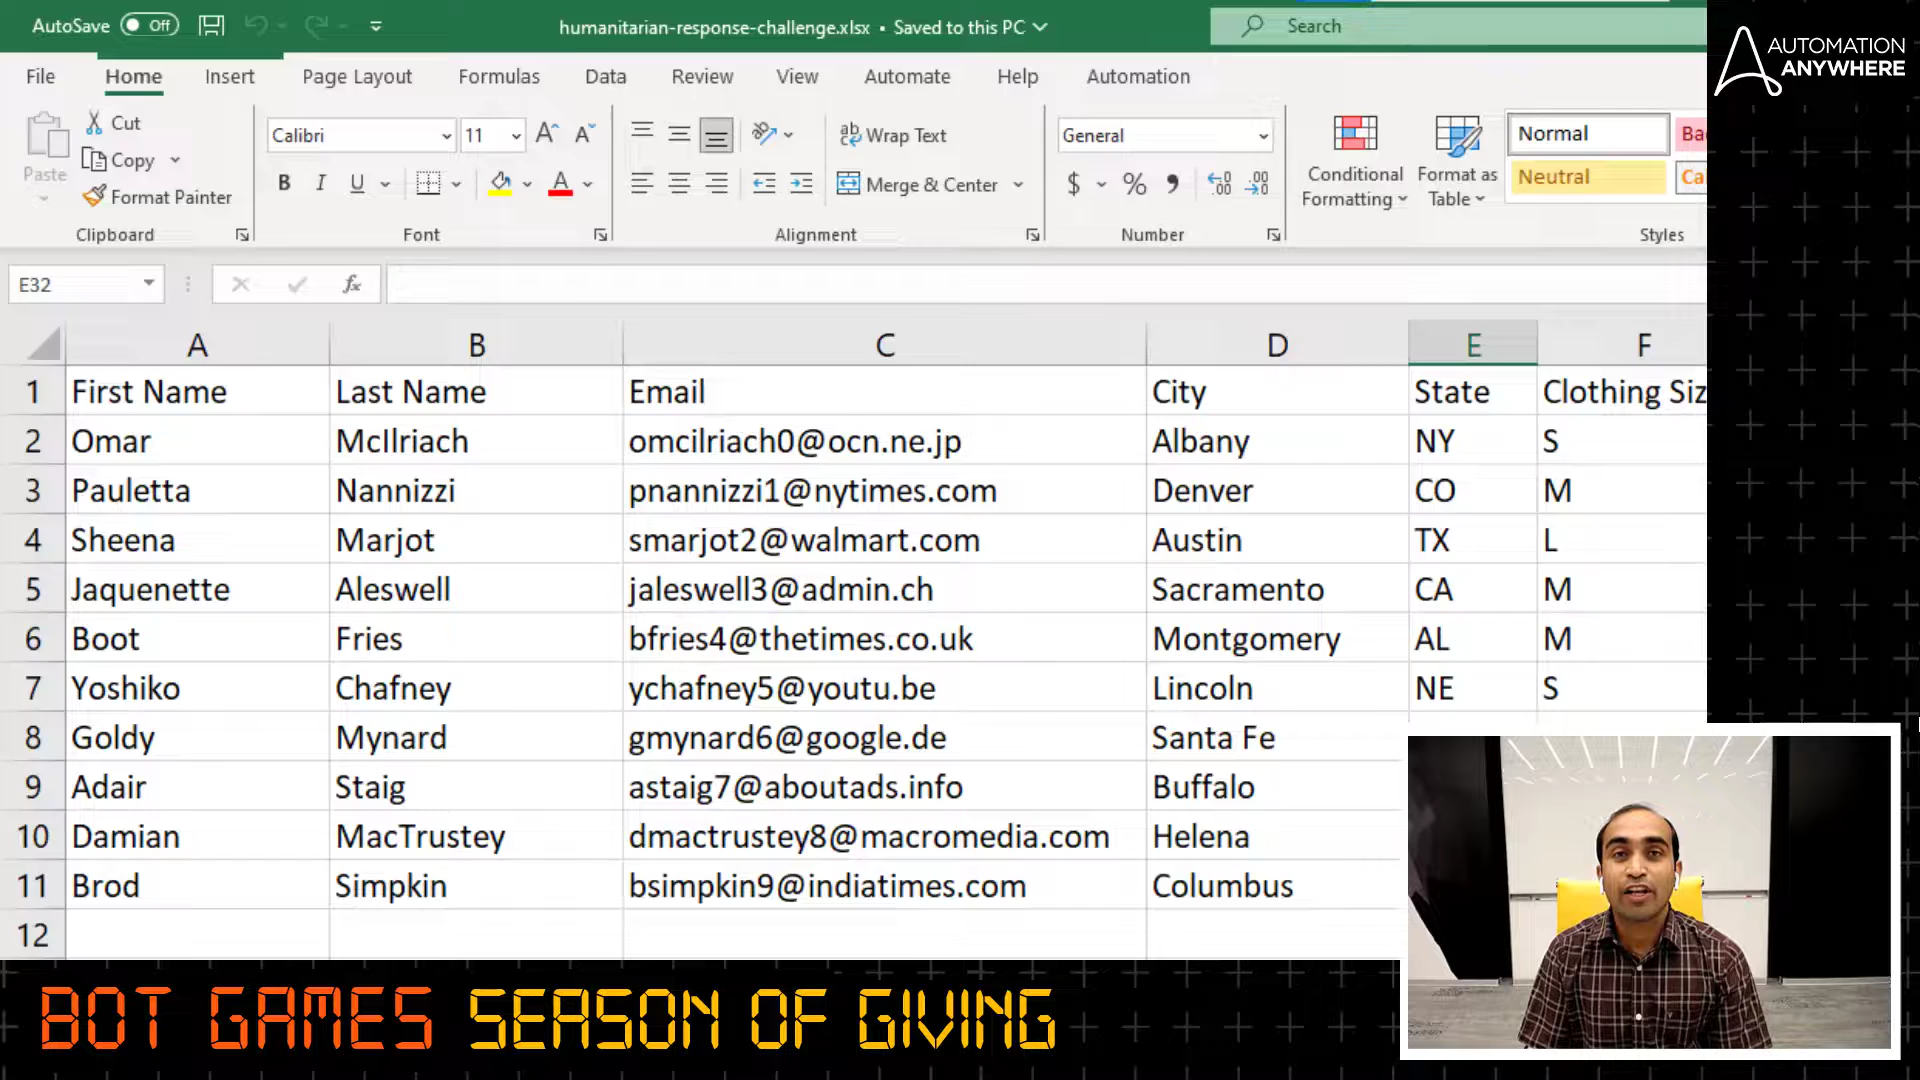 AutoSave Off humanitarian-response-challenge.xlsx • Saved to this PC Search
AUTOMATION
ANYWHERE
File Home Insert Page Layout Formulas Data Review View Automate Help Automation
Paste
Cut
Copy
Format Painter
Clipboard
Calibri 11
B I U
Font
Wrap Text
Merge & Center
Alignment
General
$ % 9
Number
Conditional
Formatting
Format as
Table
Normal
Neutral
Styles
E32 fx
A B C D E F
1 First Name Last Name Email City State Clothing Siz
2 Omar McIlriach omcilriach0@ocn.ne.jp Albany NY S
3 Pauletta Nannizzi pnannizzi1@nytimes.com Denver CO M
4 Sheena Marjot smarjot2@walmart.com Austin TX L
5 Jaquenette Aleswell jaleswell3@admin.ch Sacramento CA M
6 Boot Fries bfries4@thetimes.co.uk Montgomery AL M
7 Yoshiko Chafney ychafney5@youtu.be Lincoln NE S
8 Goldy Mynard gmynard6@google.de Santa Fe
9 Adair Staig astaig7@aboutads.info Buffalo
10 Damian MacTrustey dmactrustey8@macromedia.com Helena
11 Brod Simpkin bsimpkin9@indiatimes.com Columbus
12
BOT GAMES SEASON OF GIVING